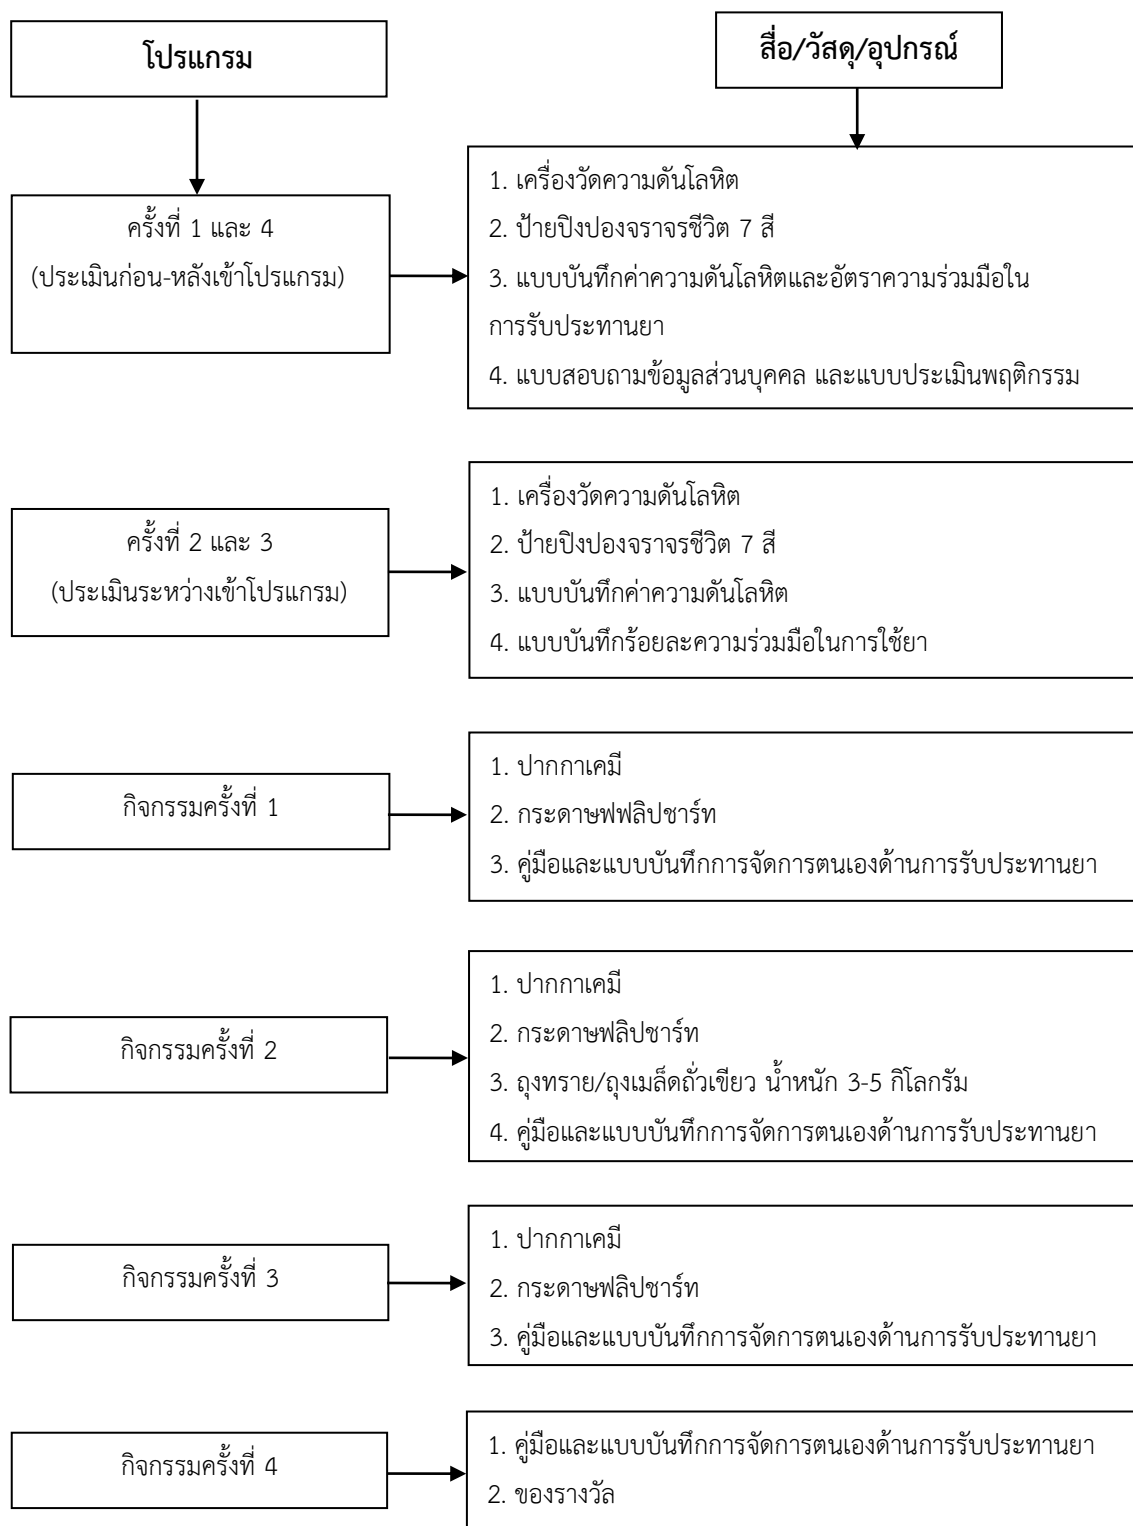 โปรแกรม
สื่อ/วัสดุ/อุปกรณ์
ครั้งที่ 1 และ 4
(ประเมินก่อน-หลังเข้าโปรแกรม)
1. เครื่องวัดความดันโลหิต
2. ป้ายปิงปองจราจรชีวิต 7 สี
3. แบบบันทึกค่าความดันโลหิตและอัตราความร่วมมือใน
การรับประทานยา
4. แบบสอบถามข้อมูลส่วนบุคคล และแบบประเมินพฤติกรรม
ครั้งที่ 2 และ 3
(ประเมินระหว่างเข้าโปรแกรม)
1. เครื่องวัดความดันโลหิต
2. ป้ายปิงปองจราจรชีวิต 7 สี
3. แบบบันทึกค่าความดันโลหิต
4. แบบบันทึกร้อยละความร่วมมือในการใช้ยา
กิจกรรมครั้งที่ 1
1. ปากกาเคมี
2. กระดาษฟฟลิปชาร์ท
3. คู่มือและแบบบันทึกการจัดการตนเองด้านการรับประทานยา
กิจกรรมครั้งที่ 2
1. ปากกาเคมี
2. กระดาษฟลิปชาร์ท
3. ถุงทราย/ถุงเมล็ดถั่วเขียว น้ำหนัก 3-5 กิโลกรัม
4. คู่มือและแบบบันทึกการจัดการตนเองด้านการรับประทานยา
กิจกรรมครั้งที่ 3
1. ปากกาเคมี
2. กระดาษฟลิปชาร์ท
3. คู่มือและแบบบันทึกการจัดการตนเองด้านการรับประทานยา
กิจกรรมครั้งที่ 4
1. คู่มือและแบบบันทึกการจัดการตนเองด้านการรับประทานยา
2. ของรางวัล